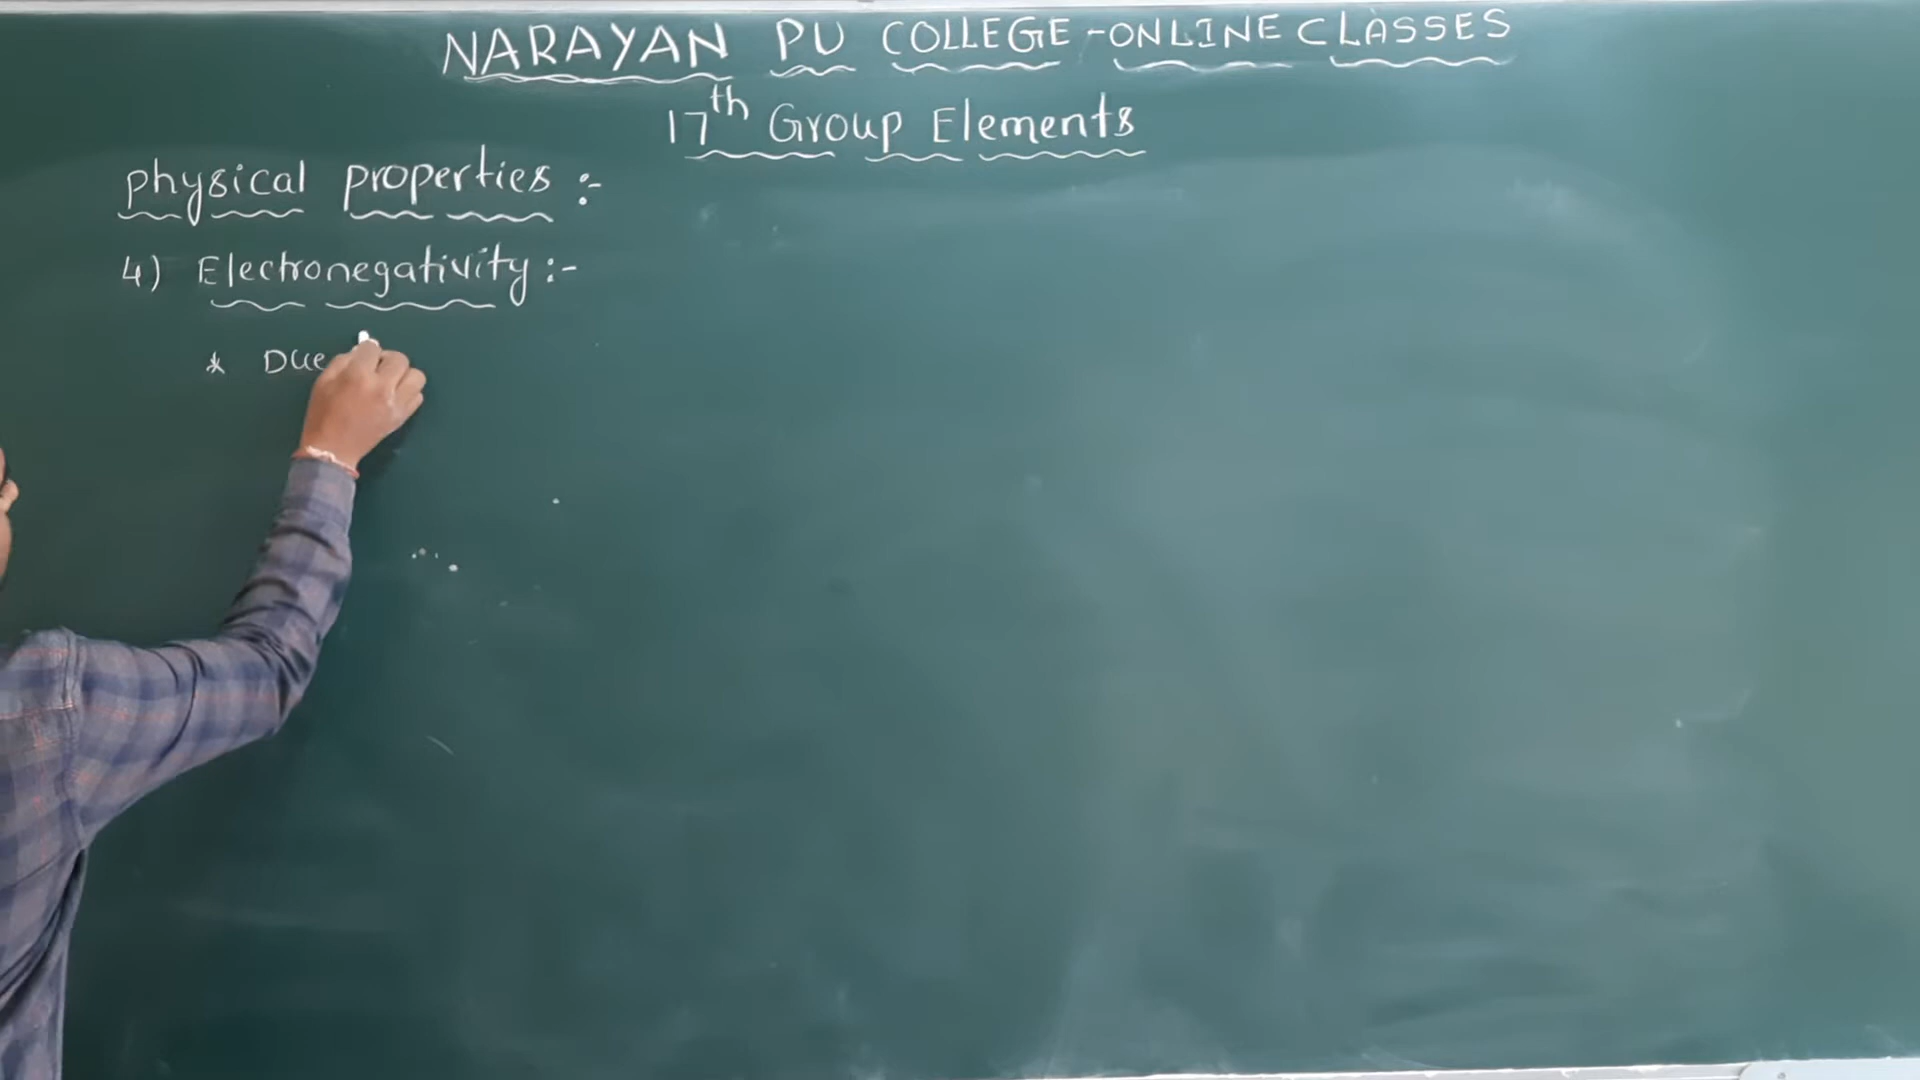 NARAYAN PU COLLEGE - ONLINE CLASSES
17th Group Elements
physical properties :-
4) Electronegativity :-
* Due